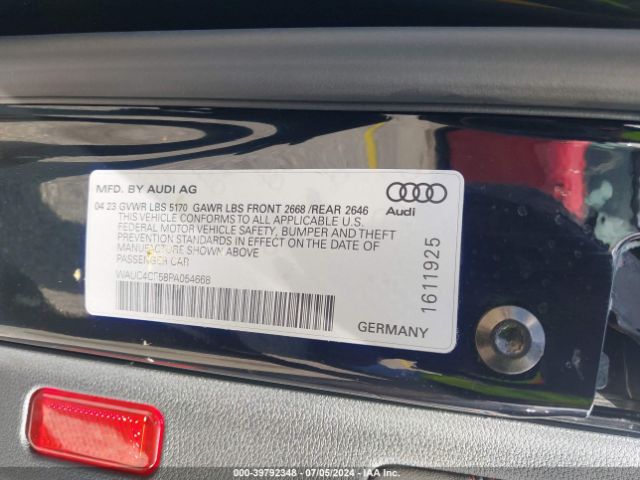 MFD. BY AUDI AG
04 23 GVWR LBS 5170 GAWR LBS FRONT 2668 /REAR 2646
THIS VEHICLE CONFORMS TO ALL APPLICABLE U.S.
FEDERAL MOTOR VEHICLE SAFETY, BUMPER AND THEFT
PREVENTION STANDARDS IN EFFECT ON THE DATE OF
MANUFACTURE SHOWN ABOVE
PASSENGER CAR
WAUC4CF58PA054668
GERMANY
Audi
1611925
000-39792348 - 07/05/2024 - IAAI.COM